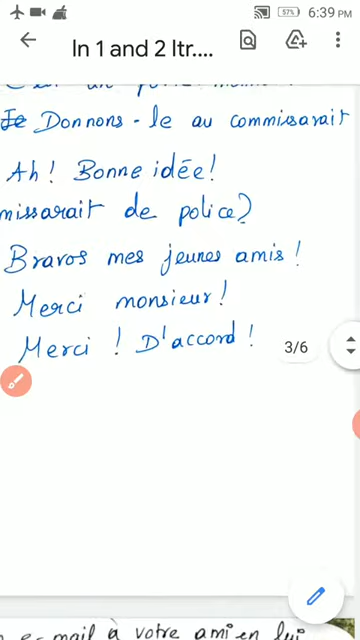 57% 6:39 PM
In 1 and 2 ltr....
Donnons-le au commissarait
Ah! Bonne idée!
missarait de police?
Bravos mes jeunes amis!
Merci monsieur!
Merci! D'accord!
3/6
e-mail à votre ami en lui